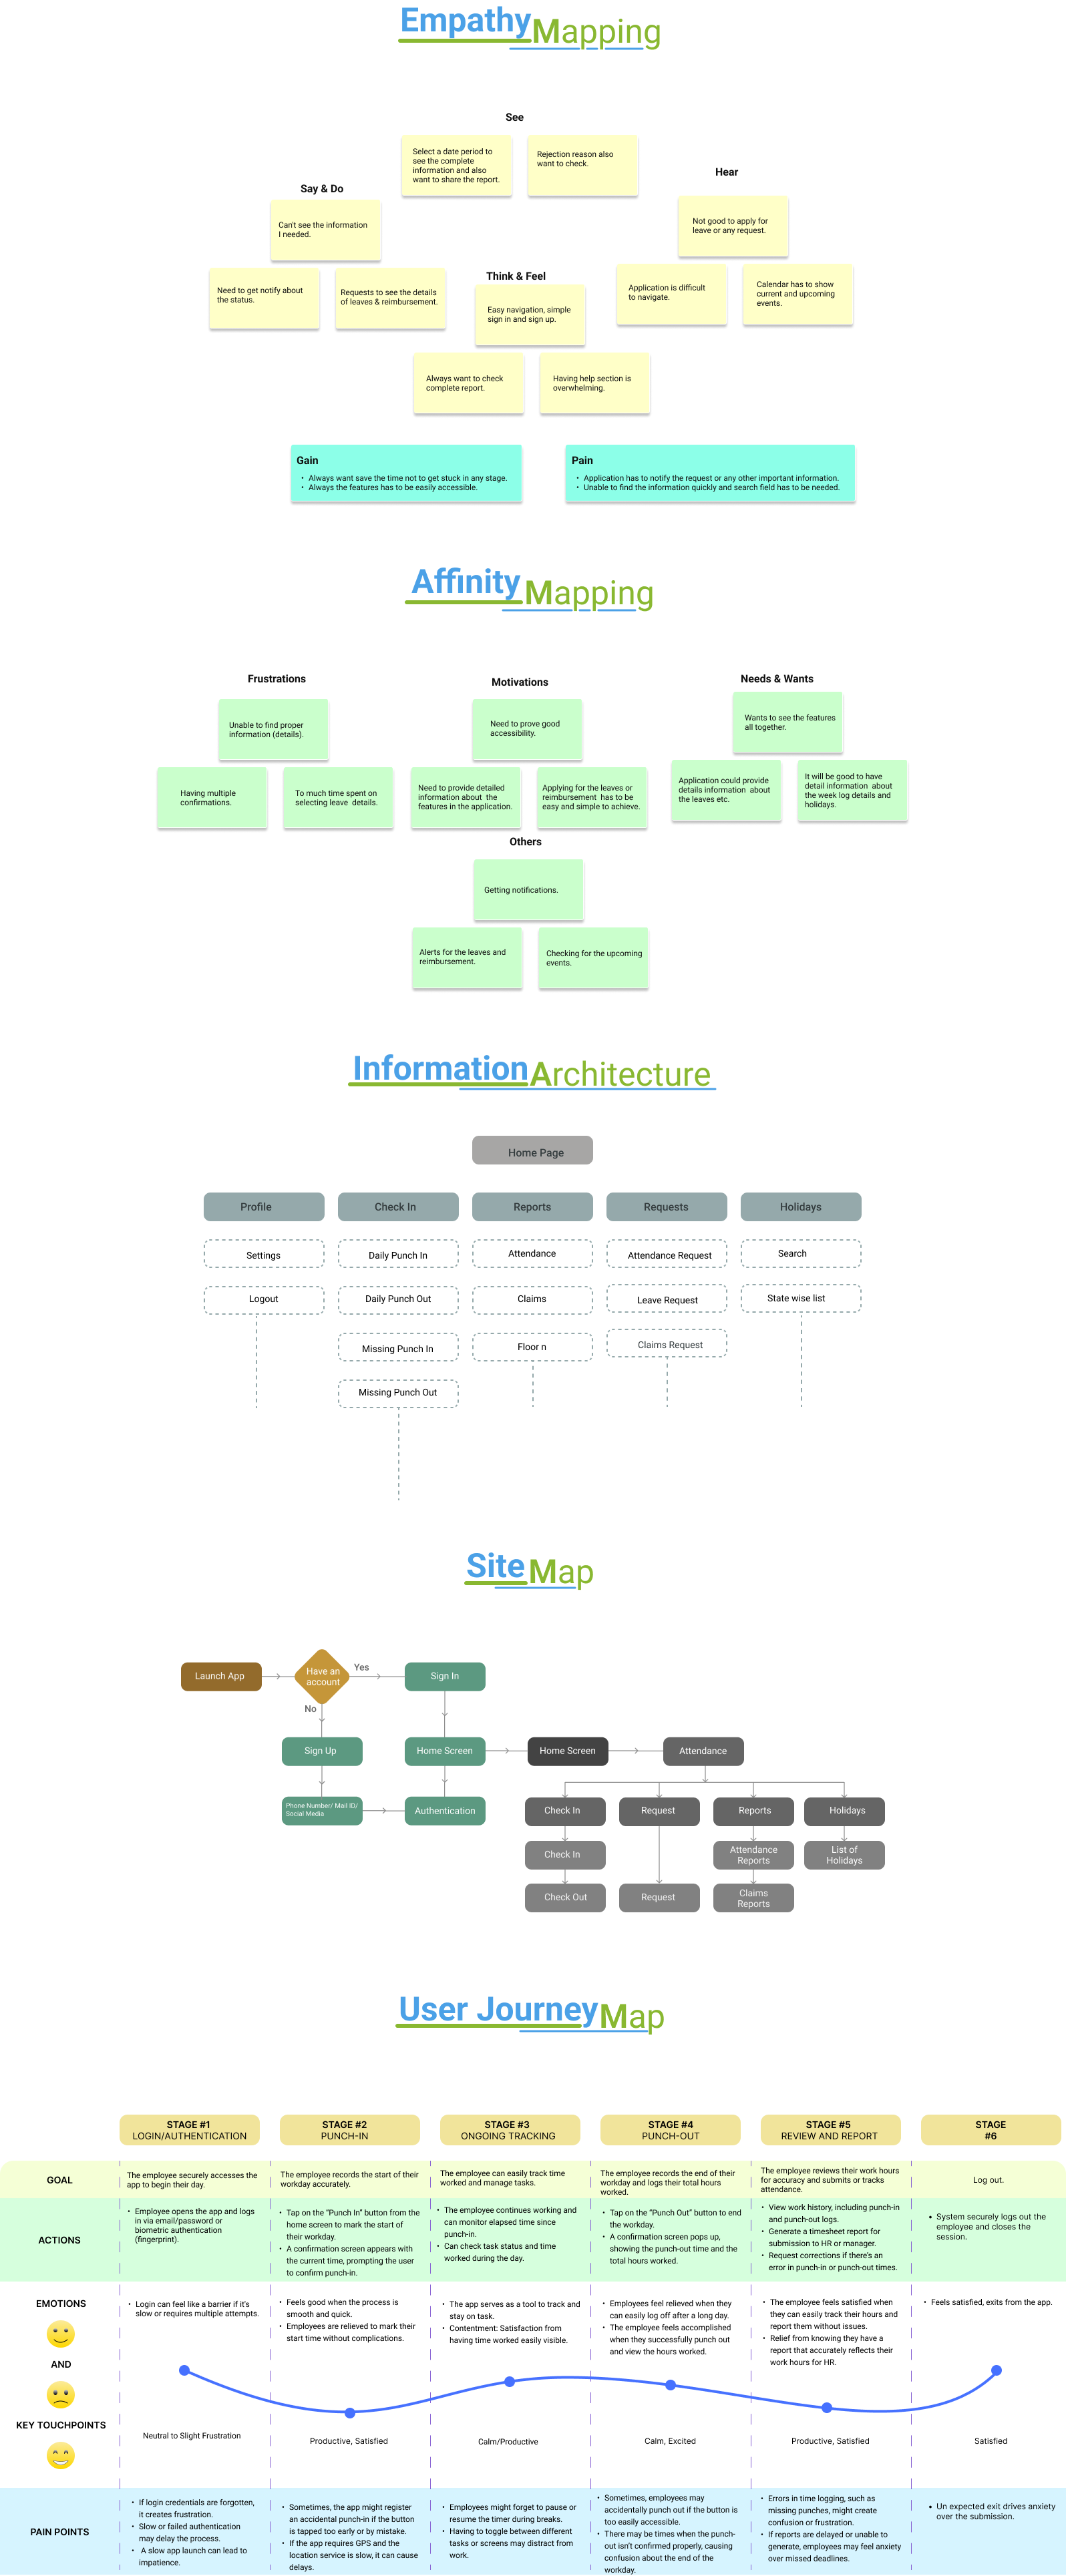 Empathy Mapping
See
Select a date period to
see the complete
information and also
want to share the report.
Rejection reason also
want to check.
Hear
Say & Do
Not good to apply for
leave or any request.
Can't see the information
I needed.
Think & Feel
Need to get notify about
the status.
Requests to see the details
of leaves & reimbursement.
Easy navigation, simple
sign in and sign up.
Application is difficult
to navigate.
Calendar has to show
current and upcoming
events.
Always want to check
complete report.
Having help section is
overwhelming.
Gain
• Always want save the time not to get stuck in any stage.
• Always the features has to be easily accessible.
Pain
• Application has to notify the request or any other important information.
• Unable to find the information quickly and search field has to be needed.
Affinity Mapping
Frustrations
Unable to find proper
information (details).
Having multiple
confirmations.
To much time spent on
selecting leave details.
Motivations
Need to prove good
accessibility.
Need to provide detailed
information about the
features in the application.
Applying for the leaves or
reimbursement has to be
easy and simple to achieve.
Needs & Wants
Wants to see the features
all together.
Application could provide
details information about
the leaves etc.
It will be good to have
detail information about
the week log details and
holidays.
Others
Getting notifications.
Alerts for the leaves and
reimbursement.
Checking for the upcoming
events.
Information Architecture
Home Page
Profile
Check In
Reports
Requests
Holidays
Settings
Daily Punch In
Attendance
Attendance Request
Search
Logout
Daily Punch Out
Claims
Leave Request
State wise list
Missing Punch In
Floor n
Claims Request
Missing Punch Out
Site Map
Launch App
Have an
account
Yes
Sign In
No
Sign Up
Home Screen
Home Screen
Attendance
Phone Number/ Mail ID/
Social Media
Authentication
Check In
Request
Reports
Holidays
Check In
Attendance
Reports
List of
Holidays
Check Out
Request
Claims
Reports
User Journey Map
STAGE #1
LOGIN/AUTHENTICATION
STAGE #2
PUNCH-IN
STAGE #3
ONGOING TRACKING
STAGE #4
PUNCH-OUT
STAGE #5
REVIEW AND REPORT
STAGE
#6
GOAL
The employee securely accesses the
app to begin their day.
The employee records the start of their
workday accurately.
The employee can easily track time
worked and manage tasks.
The employee records the end of their
workday and logs their total hours
worked.
The employee reviews their work hours
for accuracy and submits or tracks
attendance.
Log out.
ACTIONS
• Employee opens the app and logs
in via email/password or
biometric authentication
(fingerprint).
• Tap on the “Punch In” button from the
home screen to mark the start of
their workday.
• A confirmation screen appears with
the current time, prompting the user
to confirm punch-in.
• The employee continues working and
can monitor elapsed time since
punch-in.
• Can check task status and time
worked during the day.
• Tap on the “Punch Out” button to end
the workday.
• A confirmation screen pops up,
showing the punch-out time and the
total hours worked.
• View work history, including punch-in
and punch-out logs.
• Generate a timesheet report for
submission to HR or manager.
• Request corrections if there’s an
error in punch-in or punch-out times.
• System securely logs out the
employee and closes the
session.
EMOTIONS
AND
KEY TOUCHPOINTS
• Login can feel like a barrier if it’s
slow or requires multiple attempts.
• Feels good when the process is
smooth and quick.
• Employees are relieved to mark their
start time without complications.
• The app serves as a tool to track and
stay on task.
• Contentment: Satisfaction from
having time worked easily visible.
• Employees feel relieved when they
can easily log off after a long day.
• The employee feels accomplished
when they successfully punch out
and view the hours worked.
• The employee feels satisfied when
they can easily track their hours and
report them without issues.
• Relief from knowing they have a
report that accurately reflects their
work hours for HR.
• Feels satisfied, exits from the app.
Neutral to Slight Frustration
Productive, Satisfied
Calm/Productive
Calm, Excited
Productive, Satisfied
Satisfied
PAIN POINTS
• If login credentials are forgotten,
it creates frustration.
• Slow or failed authentication
may delay the process.
• A slow app launch can lead to
impatience.
• Sometimes, the app might register
an accidental punch-in if the button
is tapped too early or by mistake.
• If the app requires GPS and the
location service is slow, it can cause
delays.
• Employees might forget to pause or
resume the timer during breaks.
• Having to toggle between different
tasks or screens may distract from
work.
• Sometimes, employees may
accidentally punch out if the button is
too easily accessible.
• There may be times when the punch-
out isn’t confirmed properly, causing
confusion about the end of the
workday.
• Errors in time logging, such as
missing punches, might create
confusion or frustration.
• If reports are delayed or unable to
generate, employees may feel anxiety
over missed deadlines.
• Un expected exit drives anxiety
over the submission.